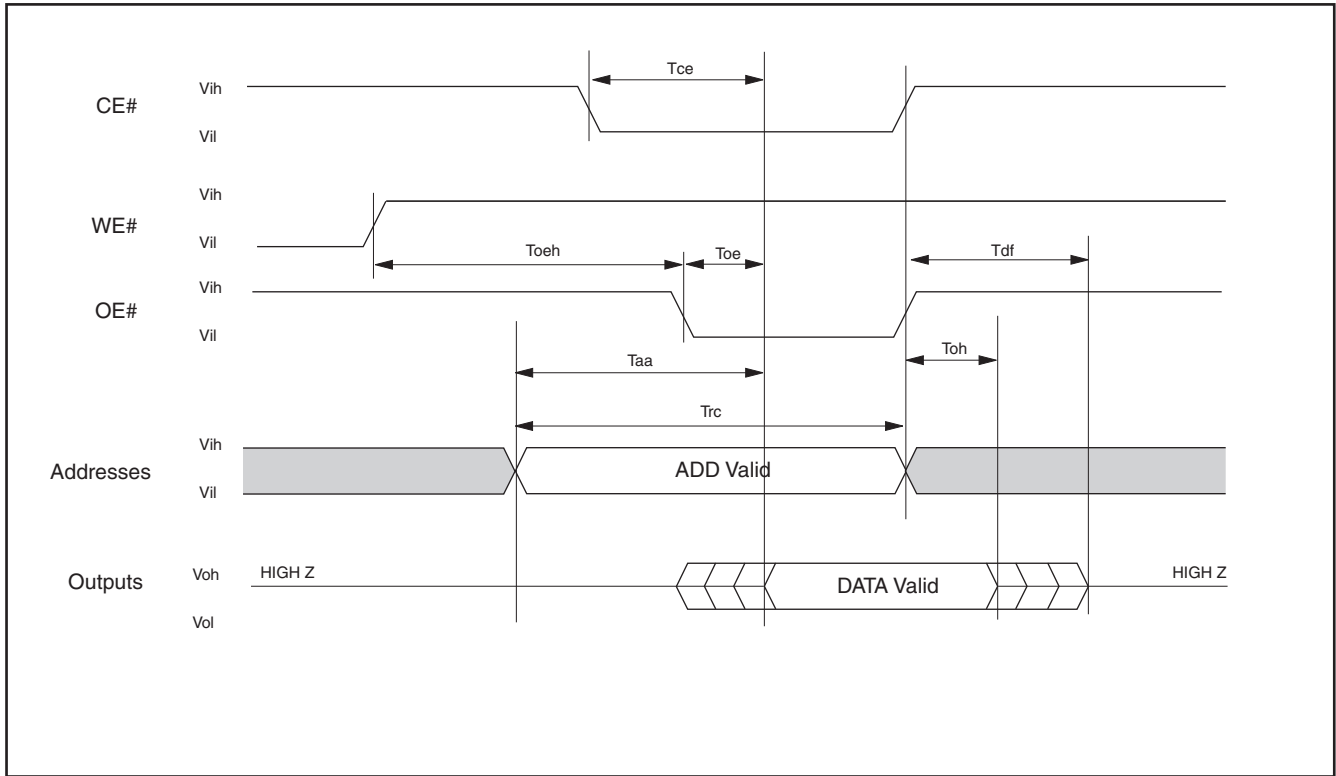 Tce
CE#
Vih
Vil
WE#
Vih
Vil
Toeh
Toe
Tdf
OE#
Vih
Vil
Taa
Toh
Trc
Addresses
Vih
Vil
ADD Valid
Outputs
Voh
HIGH Z
DATA Valid
HIGH Z
Vol